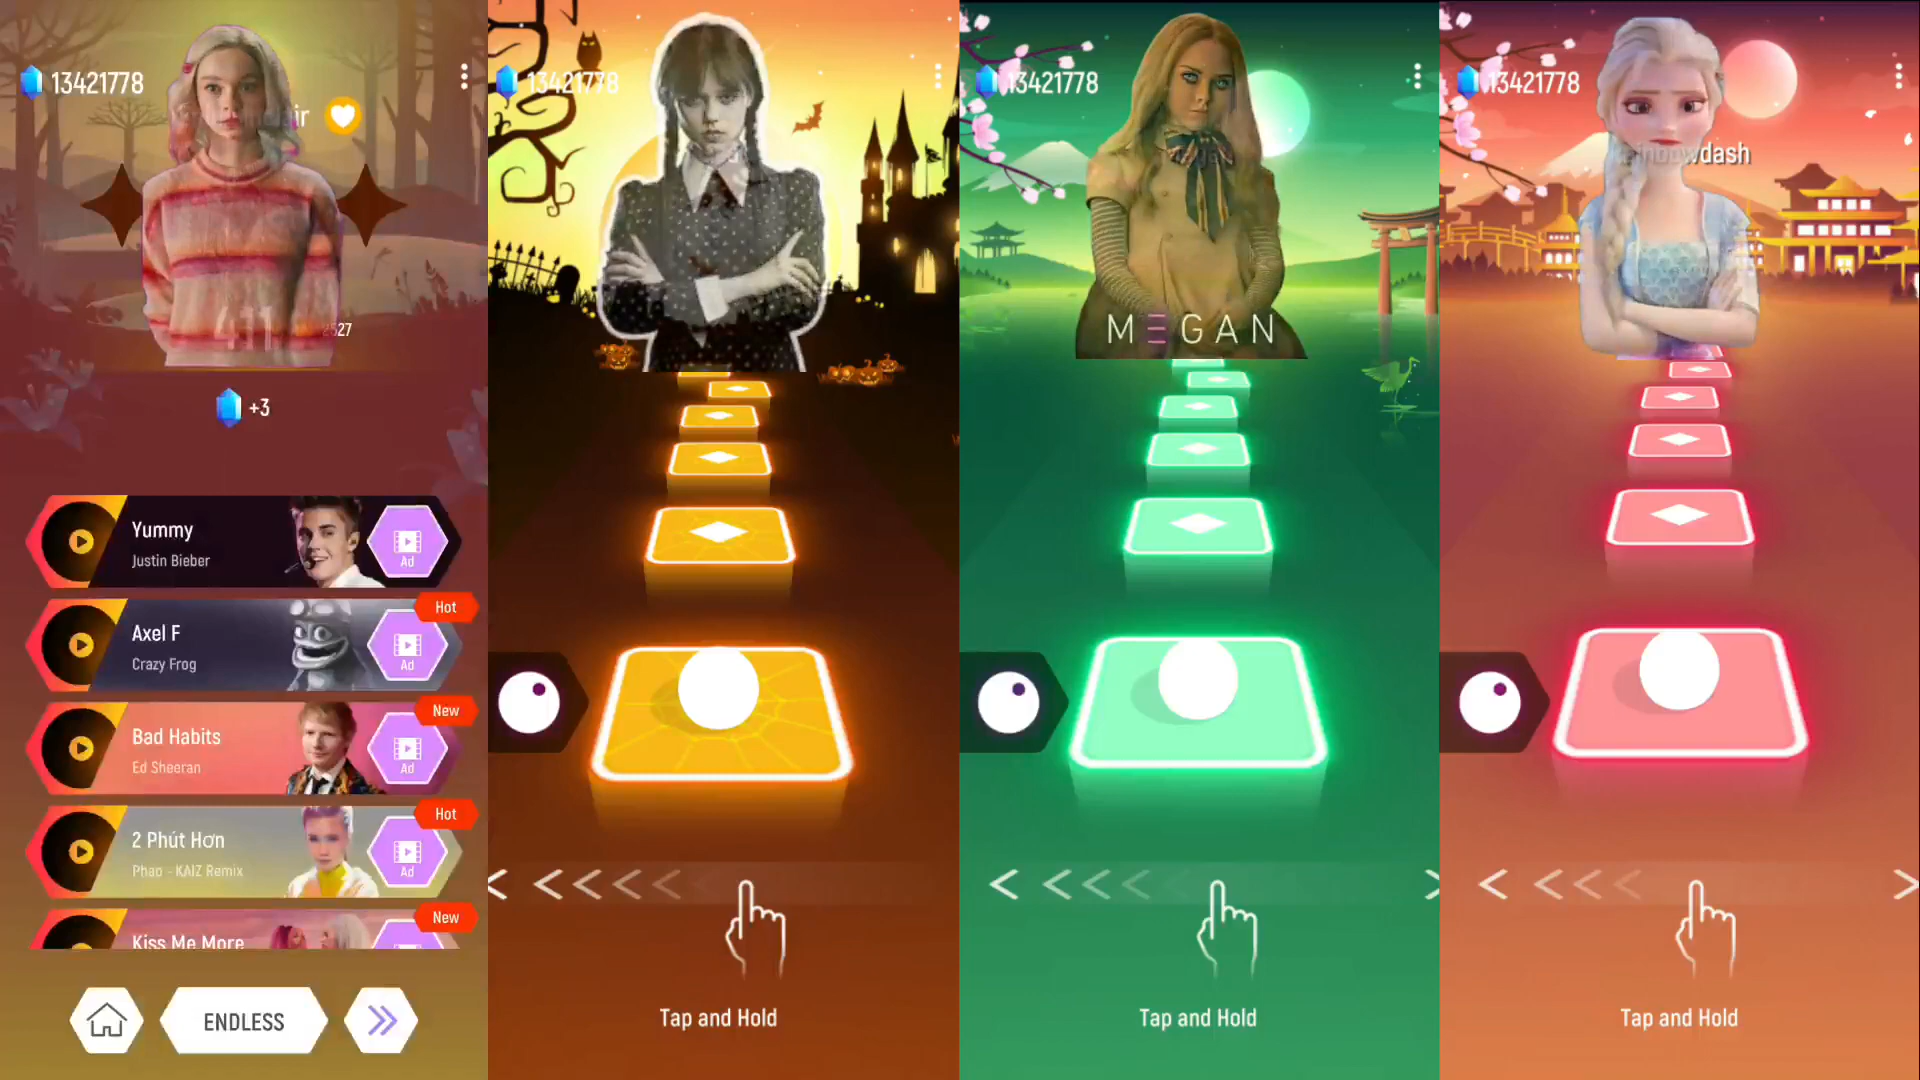 13421778
411
+3
Yummy
Justin Bieber
Ad
Hot
Axel F
Crazy Frog
Ad
New
Bad Habits
Ed Sheeran
Ad
Hot
2 Phút Hơn
Phao - KAIZ Remix
Ad
New
Kiss Me More
ENDLESS
13421778
Tap and Hold
13421778
MEGAN
Tap and Hold
13421778
Tap and Hold